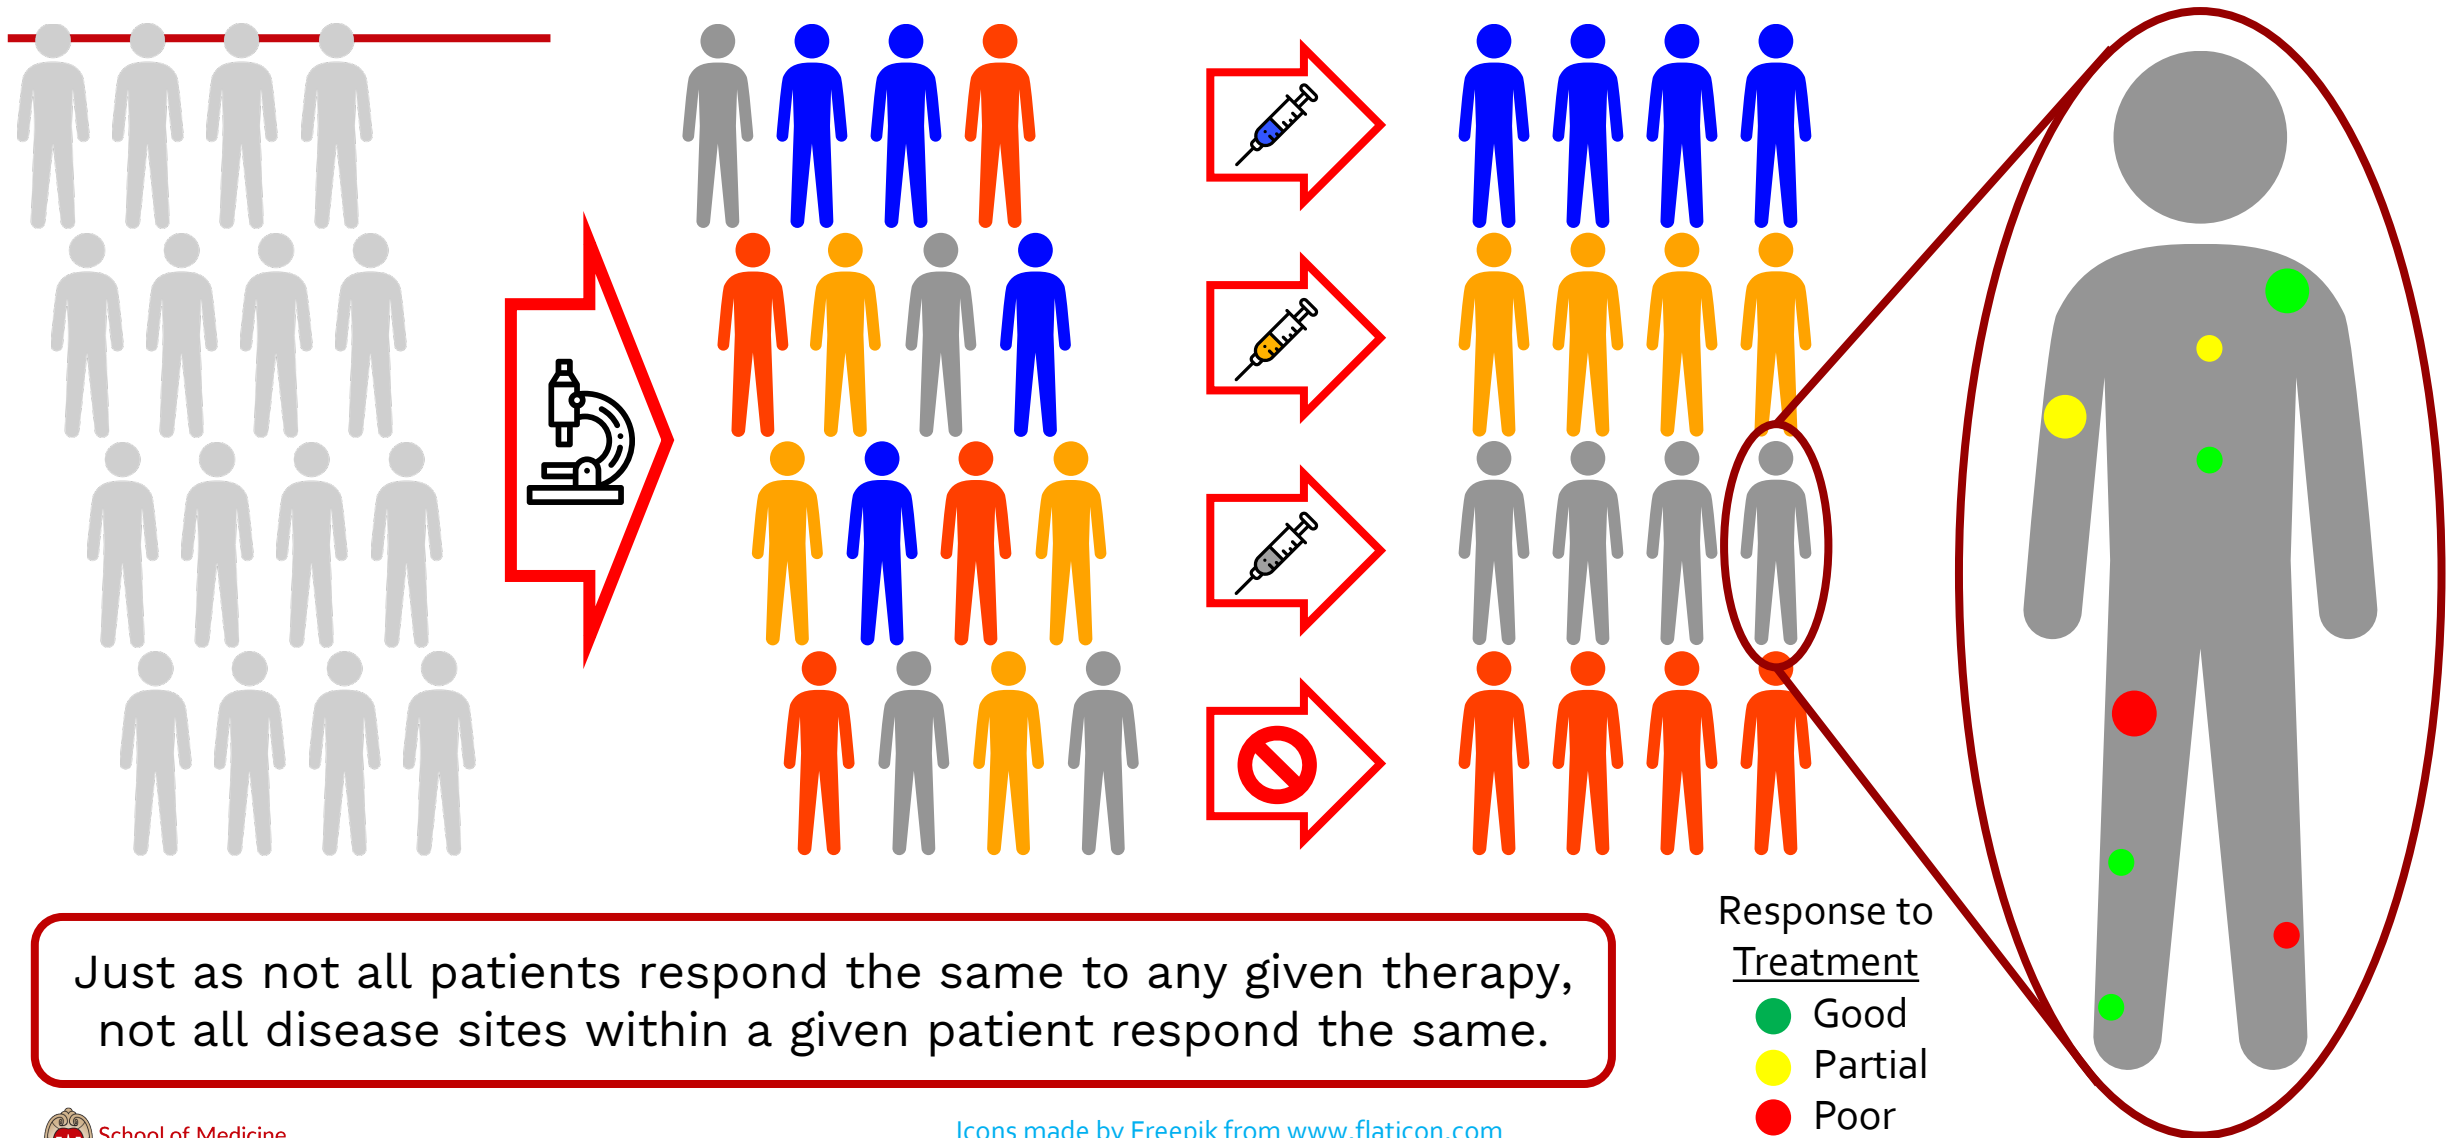 Just as not all patients respond the same to any given therapy,
not all disease sites within a given patient respond the same.
Response to
Treatment
Good
Partial
Poor
School of Medicine
Icons made by Freepik from www.flaticon.com